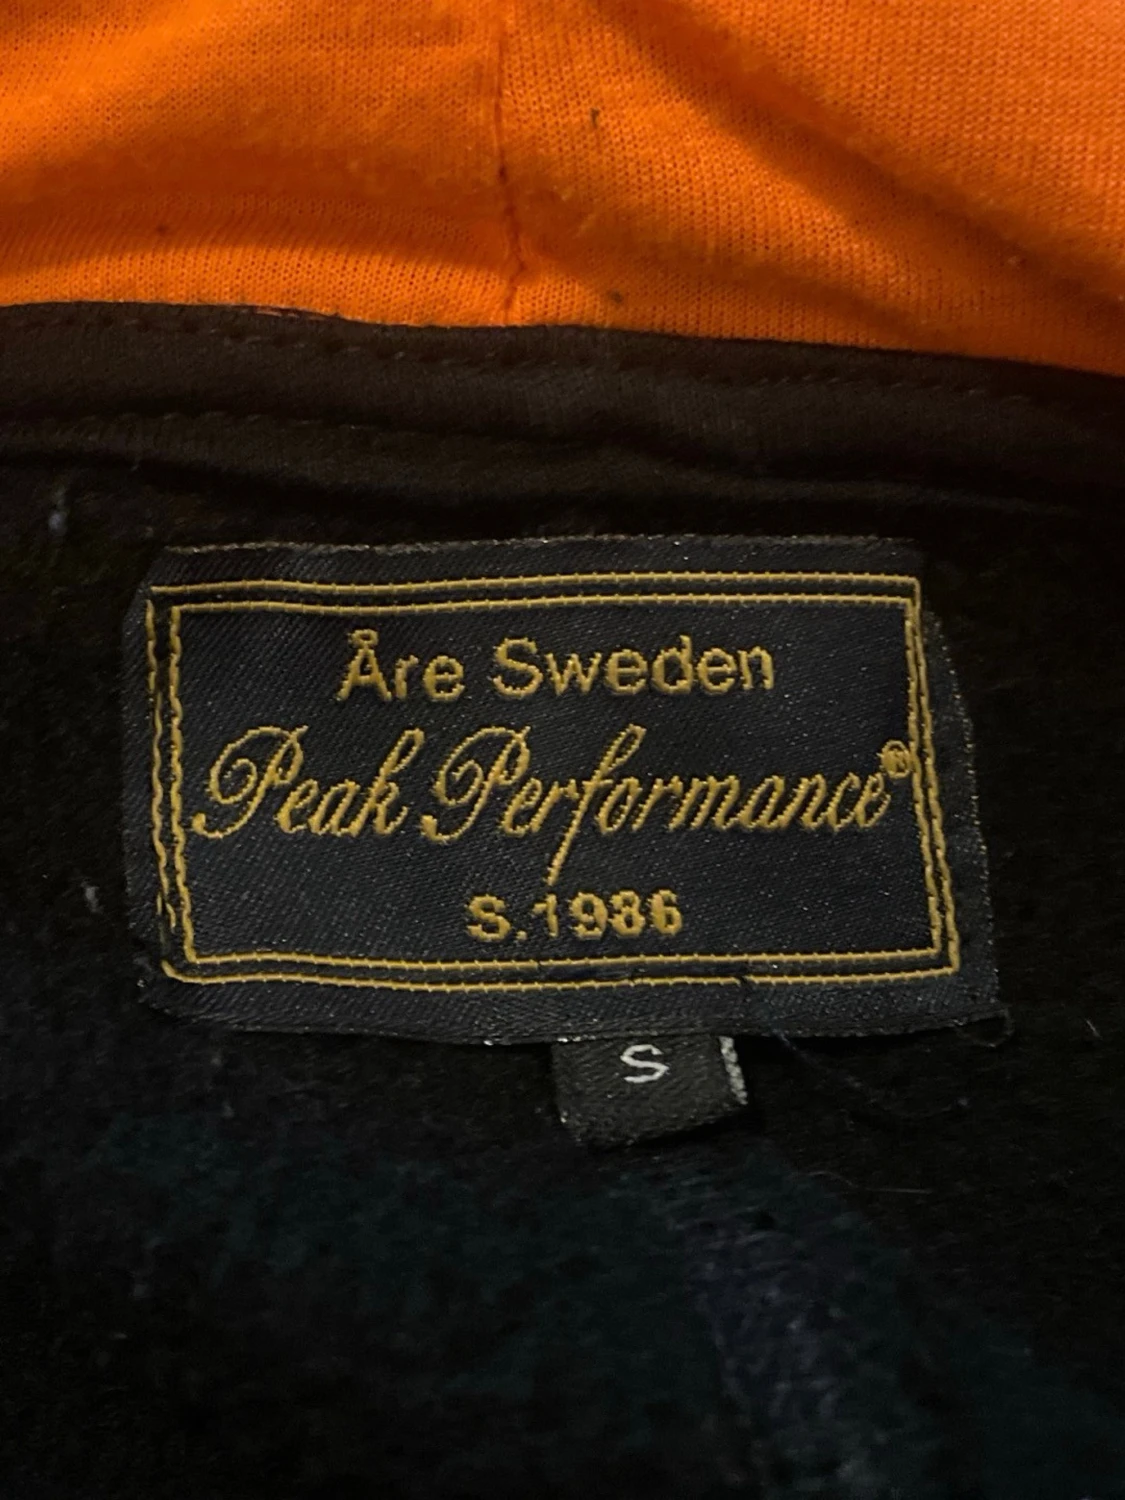 Åre Sweden
Peak Performance®
S.1986
S